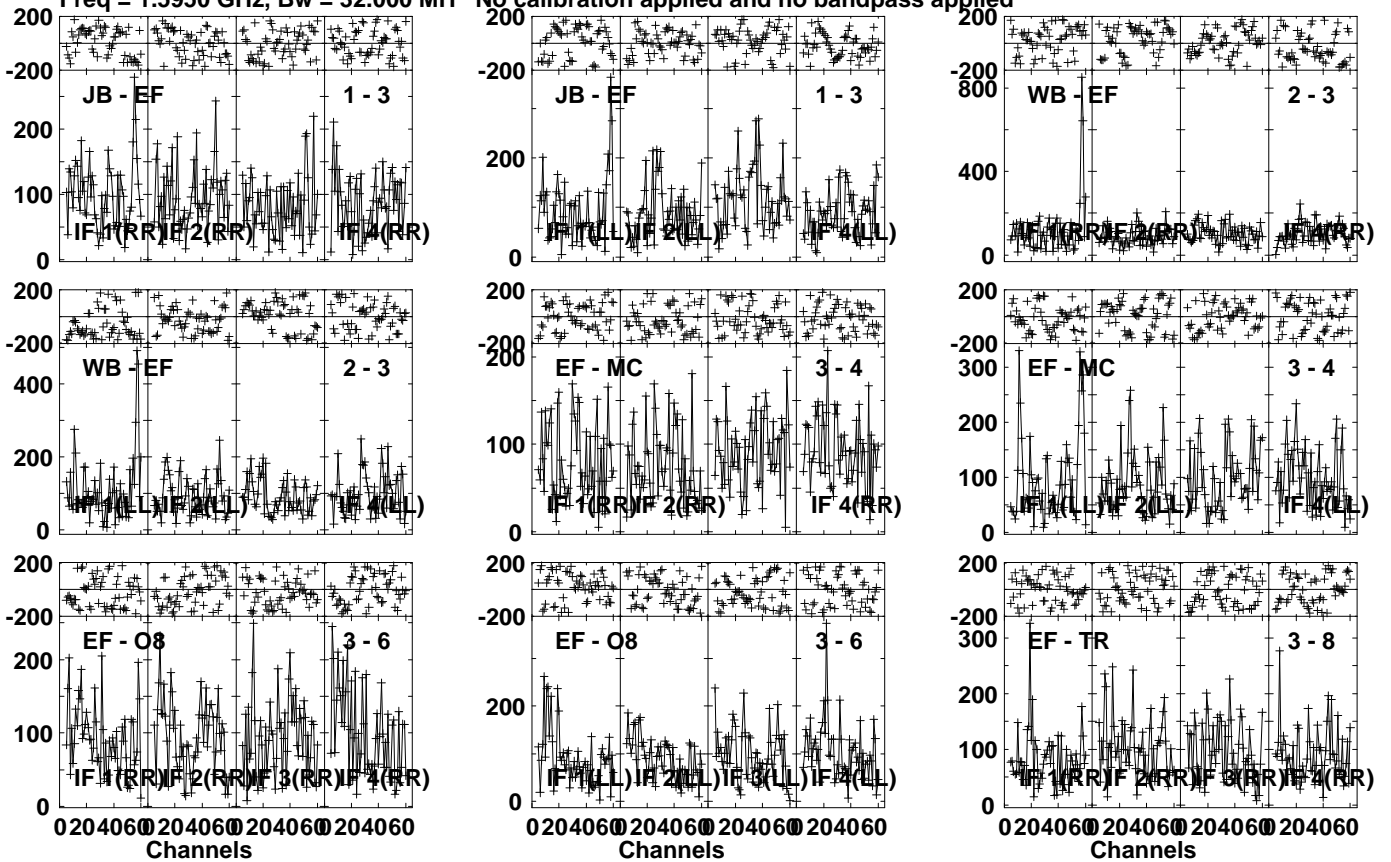 Freq = 1.5950 GHz, Bw = 32.000 MH No calibration applied and no bandpass applied
200
-200
JB - EF 1 - 3
200
100
0
IF 1(RR) IF 2(RR) IF 4(RR)
200
-200
JB - EF 1 - 3
200
0
IF 1(LL) IF 2(LL) IF 4(LL)
200
-200
WB - EF 2 - 3
800
400
0
IF 1(RR) IF 2(RR) IF 4(RR)
200
-200
WB - EF 2 - 3
400
200
0
IF 1(LL) IF 2(LL) IF 4(LL)
200
-200
EF - MC 3 - 4
200
100
0
IF 1(RR) IF 2(RR) IF 4(RR)
200
-200
EF - MC 3 - 4
300
200
100
0
IF 1(LL) IF 2(LL) IF 4(LL)
200
-200
EF - O8 3 - 6
200
100
0
IF 1(RR) IF 2(RR) IF 3(RR) IF 4(RR)
0 20 40 60 0 20 40 60 0 20 40 60 0 20 40 60
Channels
200
-200
EF - O8 3 - 6
200
0
IF 1(LL) IF 2(LL) IF 3(LL) IF 4(LL)
0 20 40 60 0 20 40 60 0 20 40 60 0 20 40 60
Channels
200
-200
EF - TR 3 - 8
300
200
100
0
IF 1(RR) IF 2(RR) IF 3(RR) IF 4(RR)
0 20 40 60 0 20 40 60 0 20 40 60 0 20 40 60
Channels